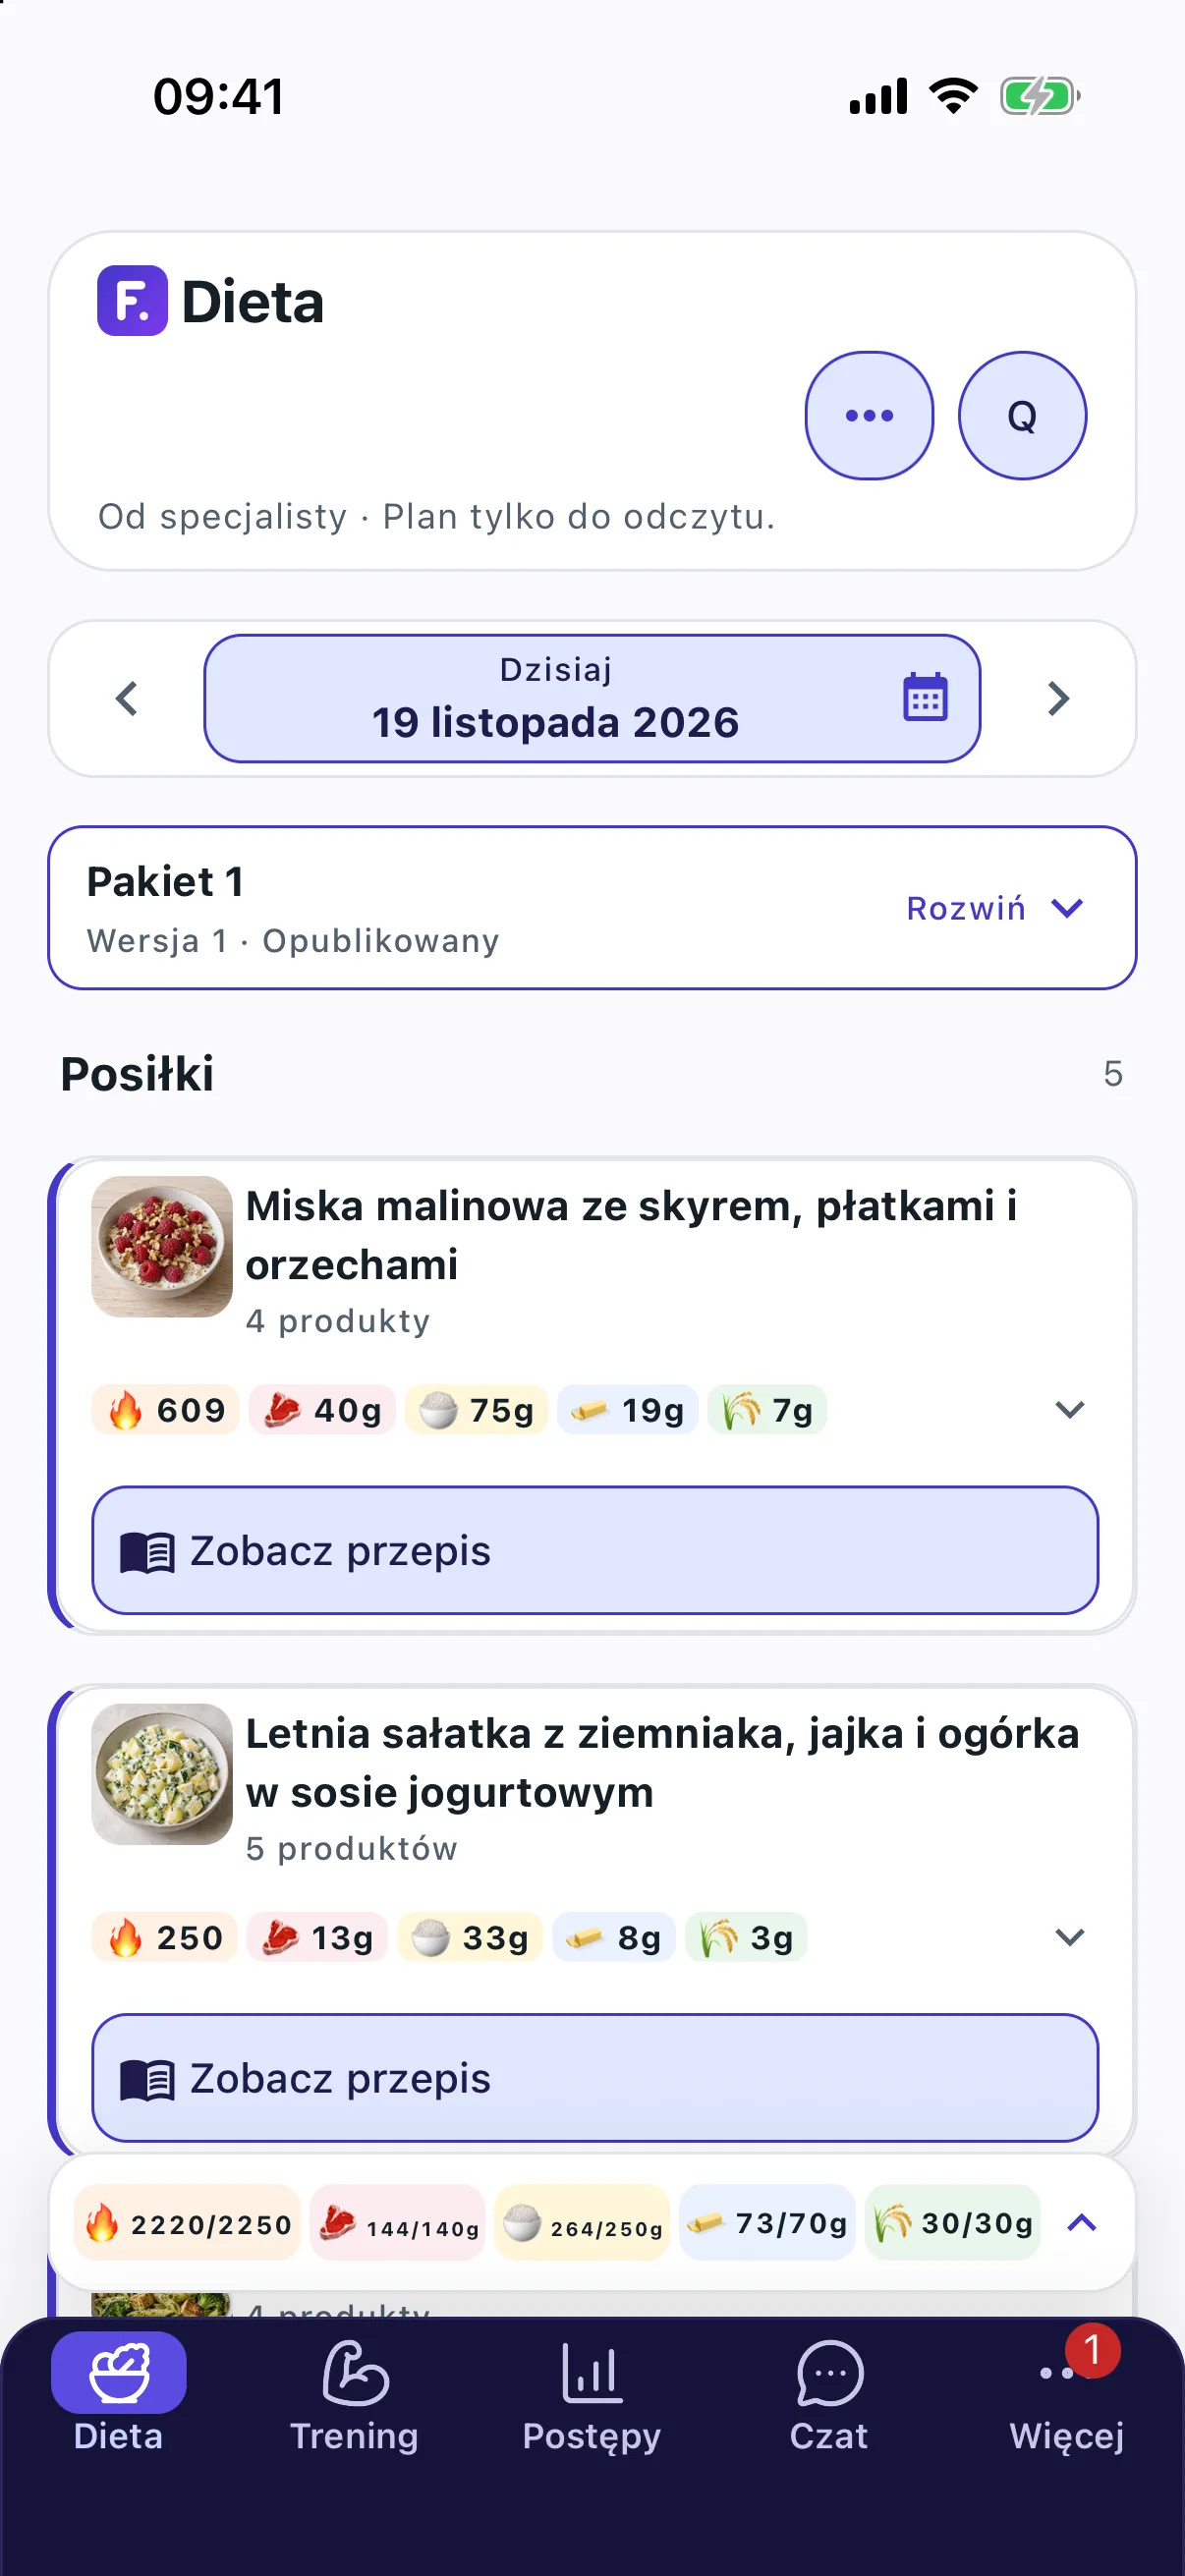 09:41
F. Dieta
Q
Od specjalisty · Plan tylko do odczytu.
Dzisiaj
19 listopada 2026
Pakiet 1
Wersja 1 · Opublikowany
Rozwiń
Posiłki
5
Miska malinowa ze skyrem, płatkami i
orzechami
4 produkty
609 40g 75g 19g 7g
Zobacz przepis
Letnia sałatka z ziemniaka, jajka i ogórka
w sosie jogurtowym
5 produktów
250 13g 33g 8g 3g
Zobacz przepis
2220/2250 144/140g 264/250g 73/70g 30/30g
4 produkty
1
Dieta Trening Postępy Czat Więcej